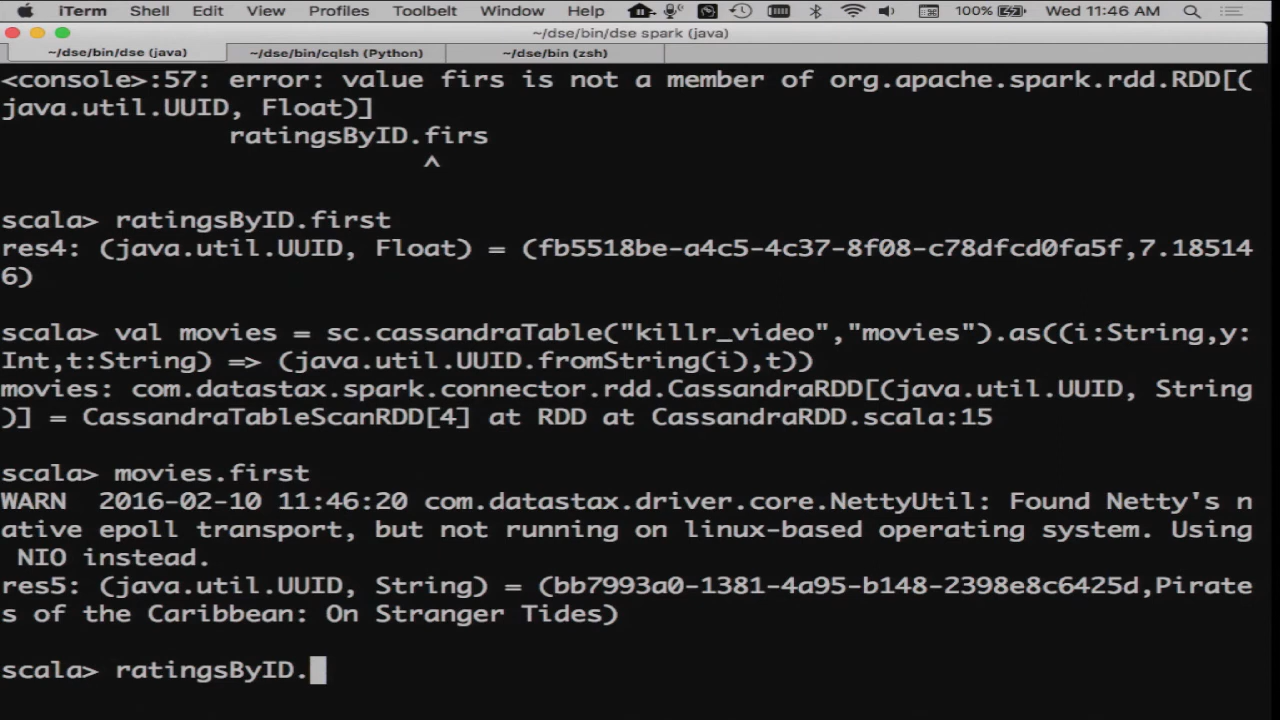 iTerm Shell Edit View Profiles Toolbelt Window Help 100% Wed 11:46 AM
~/dse/bin/dse spark (java)
~/dse/bin/dse (java) ~/dse/bin/cqlsh (Python) ~/dse/bin (zsh)
<console>:57: error: value firs is not a member of org.apache.spark.rdd.RDD[(
java.util.UUID, Float)]
ratingsByID.firs
^
scala> ratingsByID.first
res4: (java.util.UUID, Float) = (fb5518be-a4c5-4c37-8f08-c78dfcd0fa5f,7.18514
6)
scala> val movies = sc.cassandraTable("killr_video","movies").as((i:String,y:
Int,t:String) => (java.util.UUID.fromString(i),t))
movies: com.datastax.spark.connector.rdd.CassandraRDD[(java.util.UUID, String
)] = CassandraTableScanRDD[4] at RDD at CassandraRDD.scala:15
scala> movies.first
WARN  2016-02-10 11:46:20 com.datastax.driver.core.NettyUtil: Found Netty's n
ative epoll transport, but not running on linux-based operating system. Using
NIO instead.
res5: (java.util.UUID, String) = (bb7993a0-1381-4a95-b148-2398e8c6425d,Pirate
s of the Caribbean: On Stranger Tides)
scala> ratingsByID.